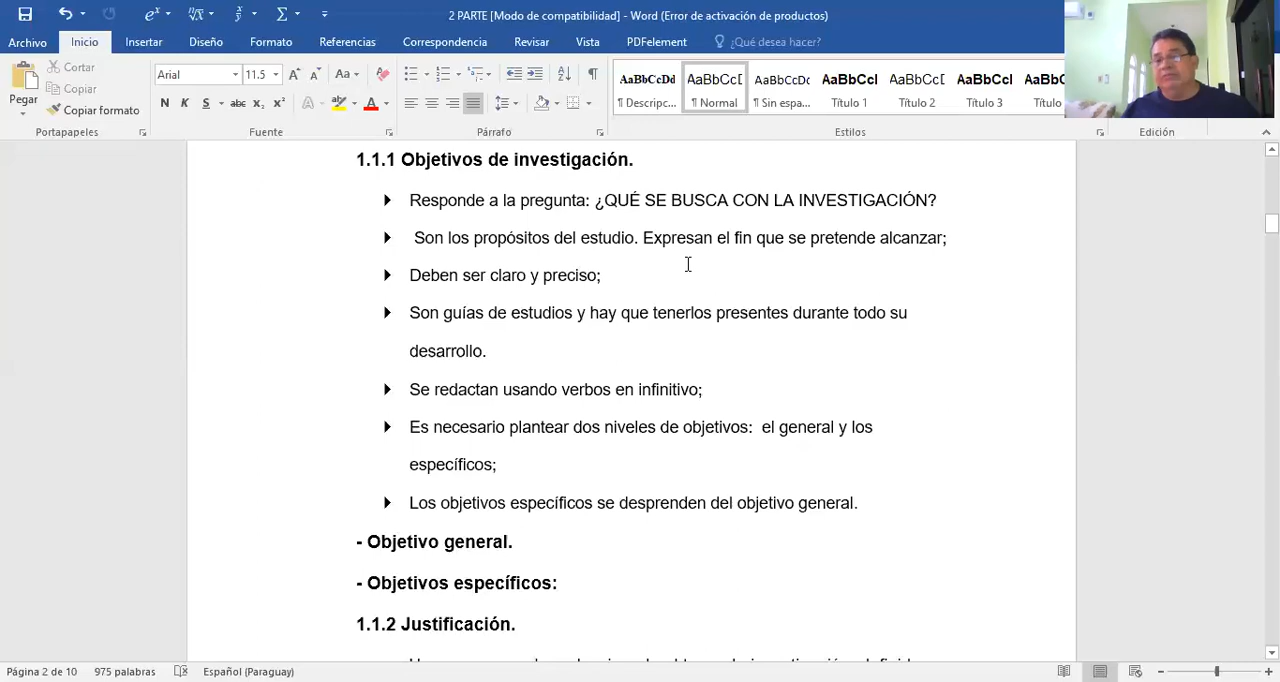 2 PARTE [Modo de compatibilidad] - Word (Error de activación de productos)
Archivo Inicio Insertar Diseño Formato Referencias Correspondencia Revisar Vista PDFelement ¿Qué desea hacer?
Pegar
Cortar
Copiar
Copiar formato
Portapapeles
Arial 11.5
N K S abc x₂ x²
Fuente
Párrafo
AaBbCcDd AaBbCcI AaBbCcDc AaBbCcI AaBbCcI AaBbCcI AaBb
¶ Descripc... ¶ Normal ¶ Sin espa... Título 1 Título 2 Título 3 Título
Estilos
Edición
1.1.1 Objetivos de investigación.
Responde a la pregunta: ¿QUÉ SE BUSCA CON LA INVESTIGACIÓN?
Son los propósitos del estudio. Expresan el fin que se pretende alcanzar;
Deben ser claro y preciso;
Son guías de estudios y hay que tenerlos presentes durante todo su
desarrollo.
Se redactan usando verbos en infinitivo;
Es necesario plantear dos niveles de objetivos: el general y los
específicos;
Los objetivos específicos se desprenden del objetivo general.
- Objetivo general.
- Objetivos específicos:
1.1.2 Justificación.
Página 2 de 10 975 palabras Español (Paraguay)